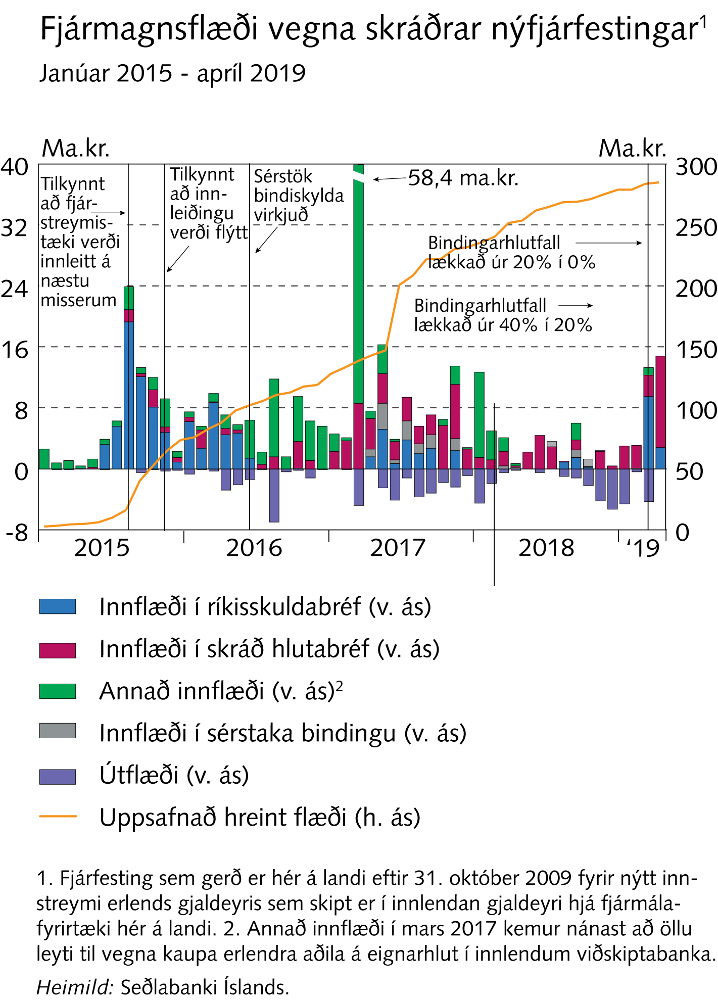 Fjármagnsflæði vegna skráðrar nýfjárfestingar¹
Janúar 2015 - apríl 2019
Ma.kr.
Ma.kr.
40
32
24
16
8
0
-8
300
250
200
150
100
50
0
Tilkynnt
að fjár-
streymis-
tæki verði
innleitt á
næstu
misserum
Tilkynnt
að inn-
leiðingu
verði flýtt
Sérstök
bindiskylda
virkjuð
58,4 ma.kr.
Bindingarhlutfall
lækkað úr 20% í 0%
Bindingarhlutfall
lækkað úr 40% í 20%
2015
2016
2017
2018
‘19
Innflæði í ríkisskuldabréf (v. ás)
Innflæði í skráð hlutabréf (v. ás)
Annað innflæði (v. ás)²
Innflæði í sérstaka bindingu (v. ás)
Útflæði (v. ás)
Uppsafnað hreint flæði (h. ás)
1. Fjárfesting sem gerð er hér á landi eftir 31. október 2009 fyrir nýtt inn-
streymi erlends gjaldeyris sem skipt er í innlendan gjaldeyri hjá fjármála-
fyrirtæki hér á landi. 2. Annað innflæði í mars 2017 kemur nánast að öllu
leyti til vegna kaupa erlendra aðila á eignarhlut í innlendum viðskiptabanka.
Heimild: Seðlabanki Íslands.